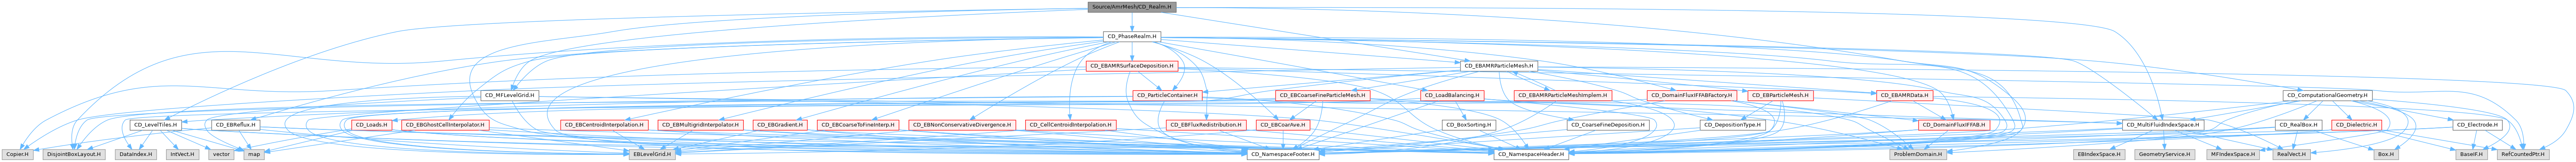 Source/AmrMesh/CD_Realm.H
CD_PhaseRealm.H
CD_EBAMRSurfaceDeposition.H
CD_EBAMRParticleMesh.H
CD_MFLevelGrid.H
CD_ParticleContainer.H
CD_EBCoarseFineParticleMesh.H
CD_LoadBalancing.H
CD_EBAMRParticleMeshImplem.H
CD_DomainFluxIFFABFactory.H
CD_EBParticleMesh.H
CD_EBAMRData.H
CD_ComputationalGeometry.H
CD_LevelTiles.H
CD_EBReflux.H
CD_Loads.H
CD_EBGhostCellInterpolator.H
CD_EBCentroidInterpolation.H
CD_EBMultigridInterpolator.H
CD_EBGradient.H
CD_EBCoarseToFineInterp.H
CD_EBNonConservativeDivergence.H
CD_CellCentroidInterpolation.H
CD_EBFluxRedistribution.H
CD_EBCoarAve.H
CD_BoxSorting.H
CD_CoarseFineDeposition.H
CD_DepositionType.H
CD_DomainFluxIFFAB.H
CD_MultiFluidIndexSpace.H
CD_RealBox.H
CD_Dielectric.H
CD_Electrode.H
Copier.H
DisjointBoxLayout.H
DataIndex.H
IntVect.H
vector
map
EBLevelGrid.H
CD_NamespaceFooter.H
CD_NamespaceHeader.H
ProblemDomain.H
EBIndexSpace.H
GeometryService.H
MFIndexSpace.H
RealVect.H
Box.H
BaseIF.H
RefCountedPtr.H